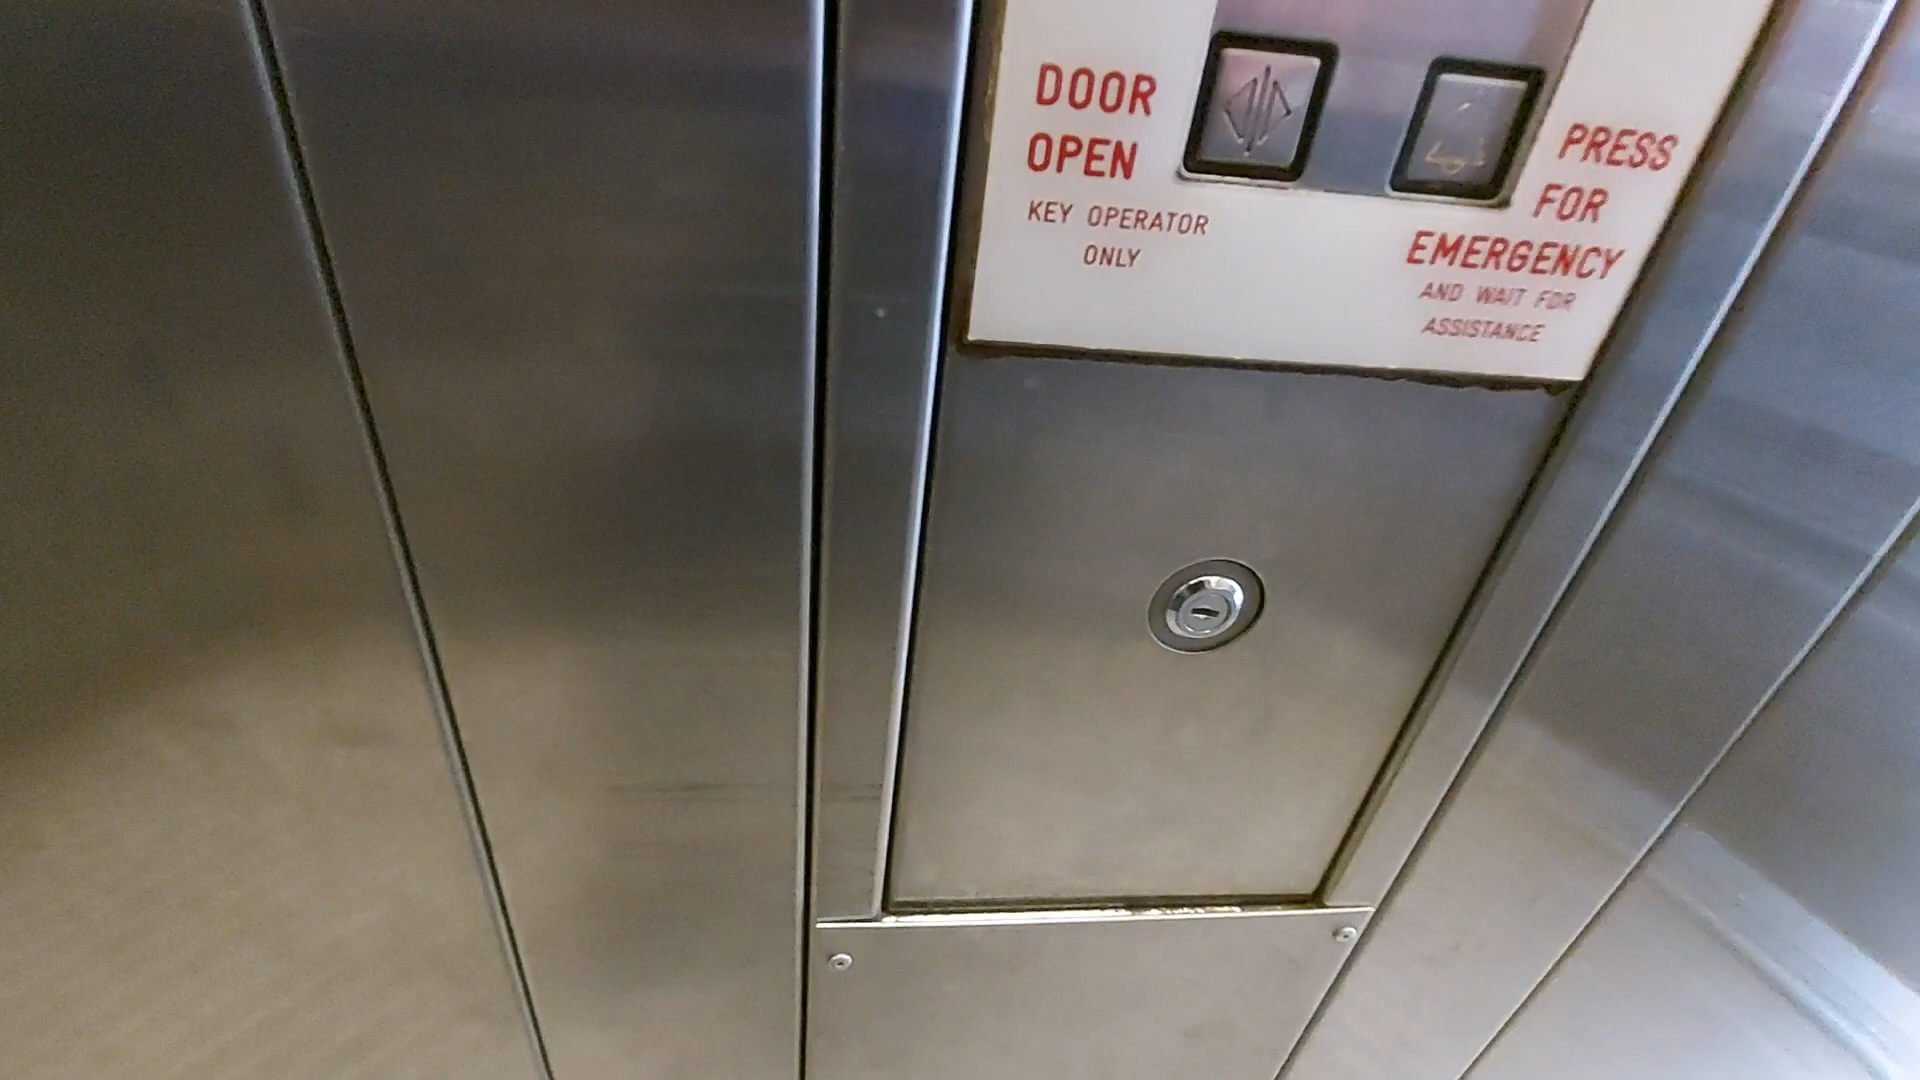 DOOR
OPEN
KEY OPERATOR
ONLY
PRESS
FOR
EMERGENCY
AND WAIT FOR
ASSISTANCE